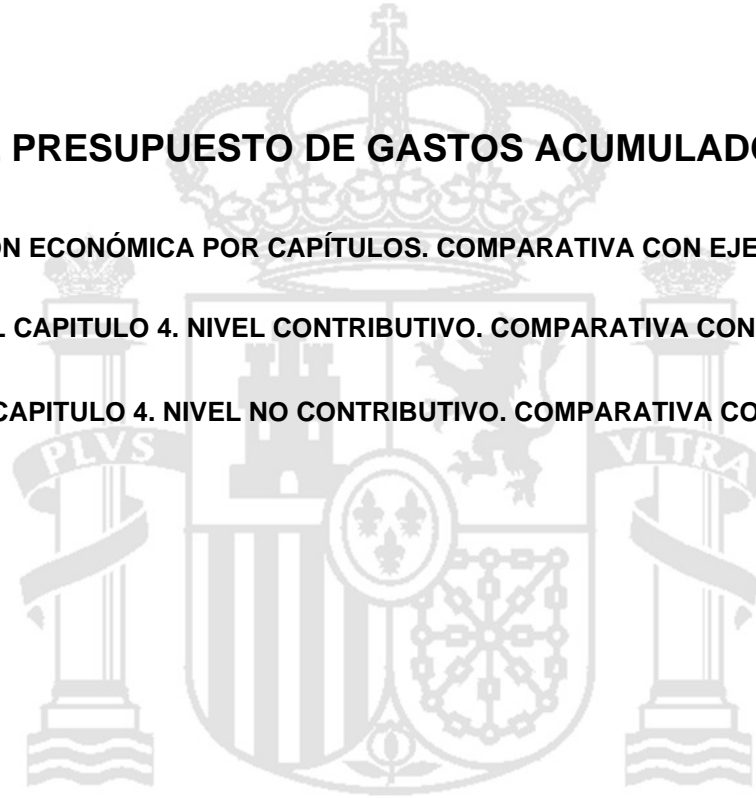 PRESUPUESTO DE GASTOS ACUMULADO
ÓN ECONÓMICA POR CAPÍTULOS. COMPARATIVA CON EJE
L CAPITULO 4. NIVEL CONTRIBUTIVO. COMPARATIVA CON
CAPITULO 4. NIVEL NO CONTRIBUTIVO. COMPARATIVA CO
PLVS
VLTRA